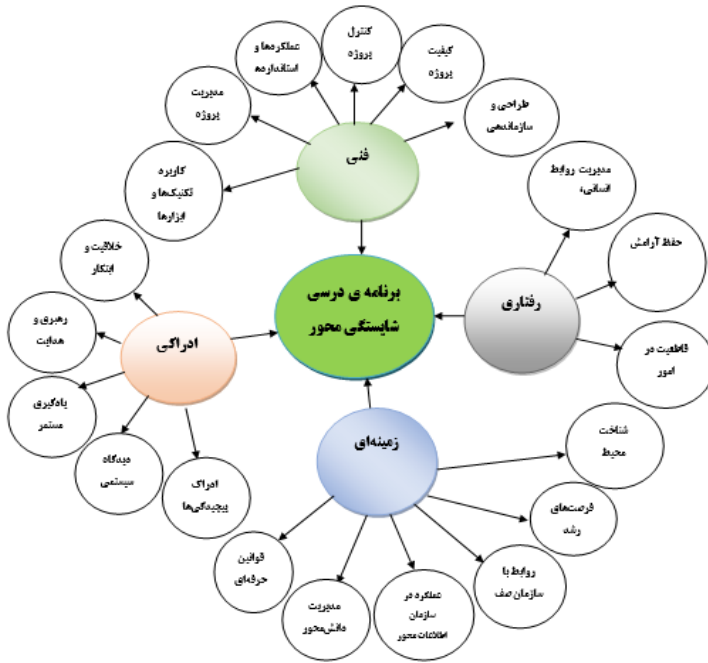 برنامه ی درسی
شایستگی محور
فنی
کاربرد
تکنیک‌ها و
ابزارها
مدیریت
پروژه
عملکردها و
استانداردها
کنترل
پروژه
کیفیت
پروژه
طراحی و
سازماندهی
رفتاری
مدیریت روابط
انسانی،
حفظ آرامش
قاطعیت در
امور
زمینه‌ای
شناخت
محیط
فرصت‌های
رشد
روابط با
سازمان صف
عملکرد در
سازمان
اطلاعات محور
مدیریت
دانش‌محور
قوانین
حرفه‌ای
ادراکی
ادراک
پیچیدگی‌ها
دیدگاه
سیستمی
یادگیری
مستمر
رهبری و
هدایت
خلاقیت و
ابتکار